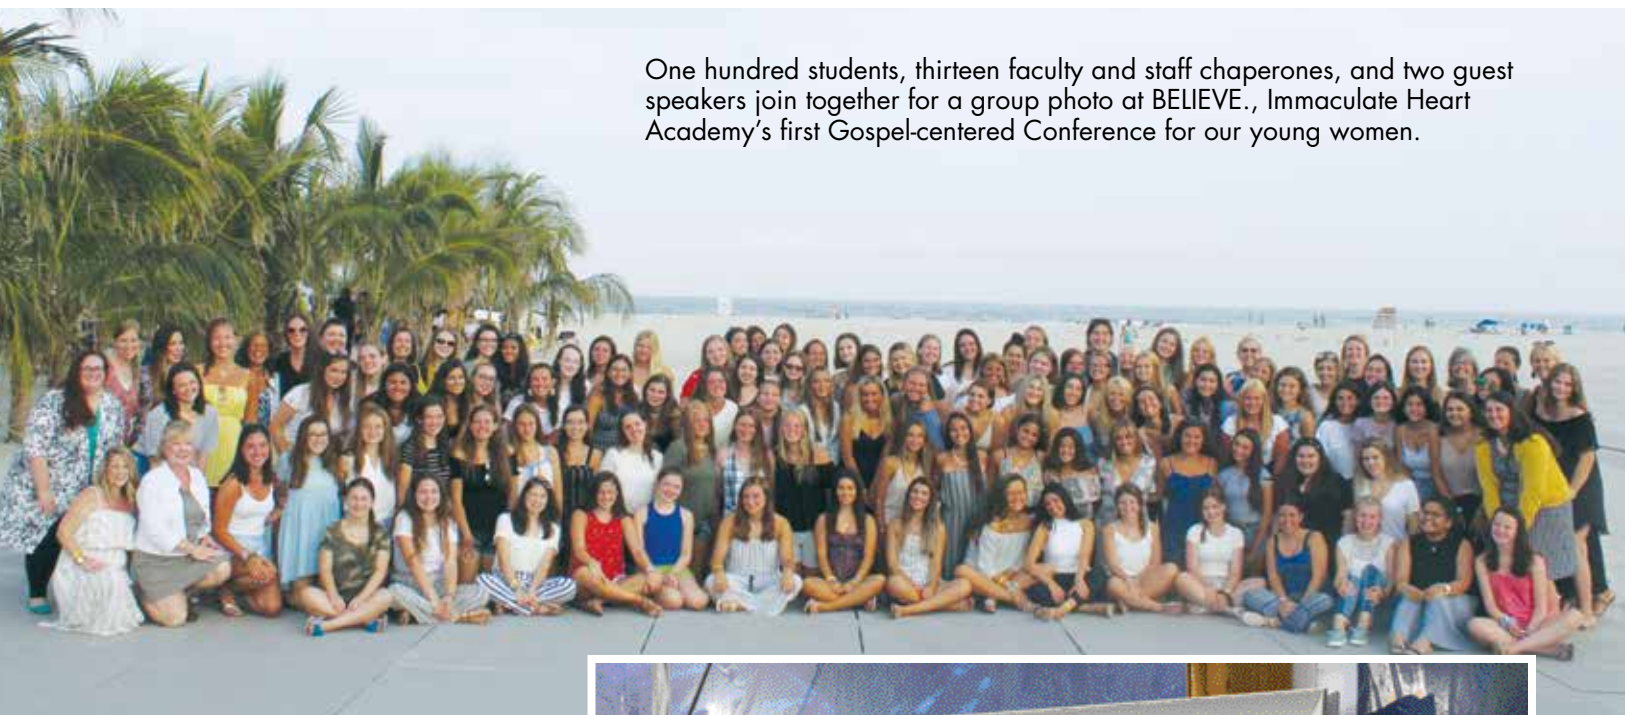 One hundred students, thirteen faculty and staff chaperones, and two guest
speakers join together for a group photo at BELIEVE., Immaculate Heart
Academy’s first Gospel-centered Conference for our young women.